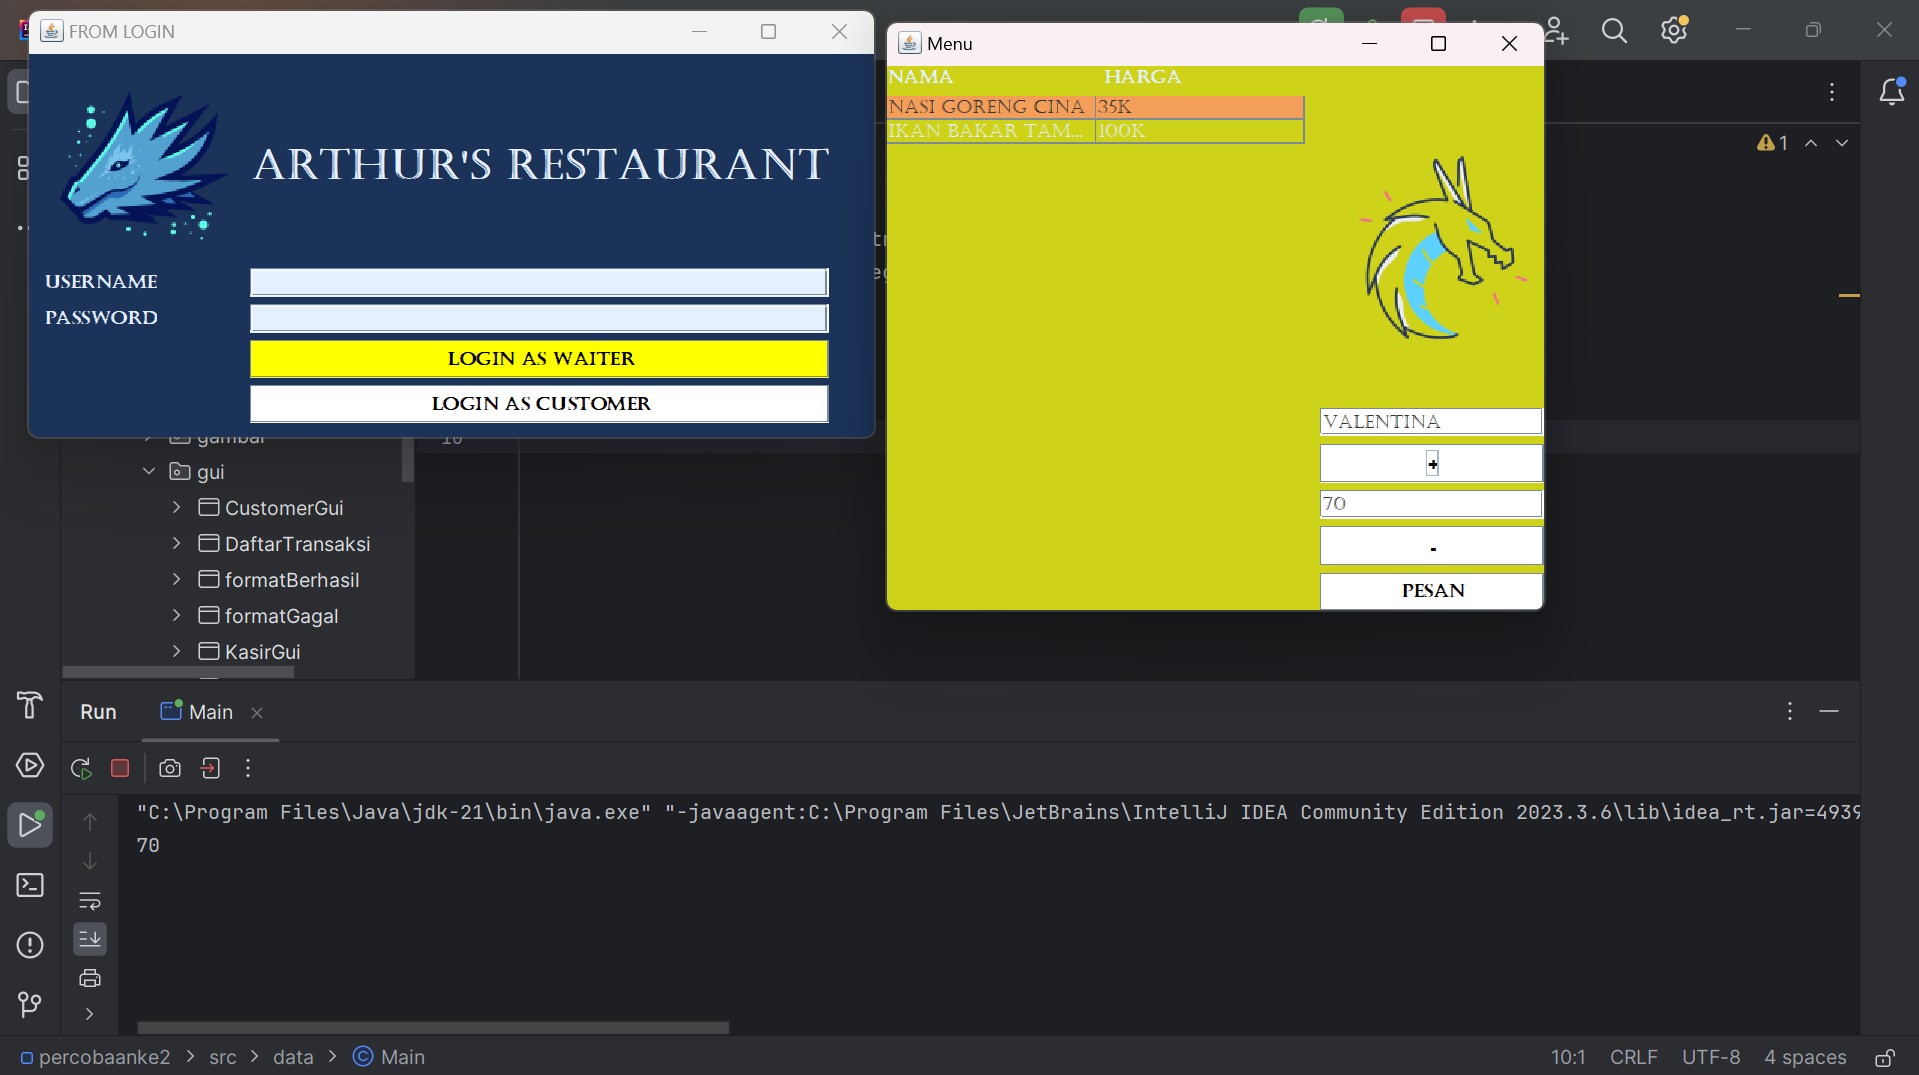 FROM LOGIN
ARTHUR'S RESTAURANT
USERNAME
PASSWORD
LOGIN AS WAITER
LOGIN AS CUSTOMER
Menu
NAMA HARGA
NASI GORENG CINA 35K
IKAN BAKAR TAM... 100K
VALENTINA
+
70
-
PESAN
1
gambar
10
gui
CustomerGui
DaftarTransaksi
formatBerhasil
formatGagal
KasirGui
Run Main
"C:\Program Files\Java\jdk-21\bin\java.exe" "-javaagent:C:\Program Files\JetBrains\IntelliJ IDEA Community Edition 2023.3.6\lib\idea_rt.jar=4939
70
percobaanke2 > src > data > Main
10:1 CRLF UTF-8 4 spaces